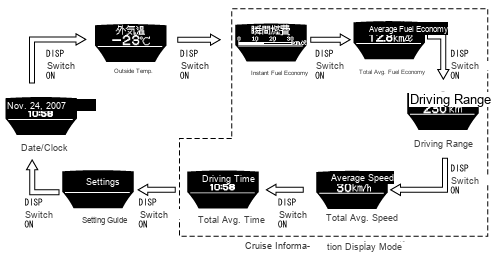 外気温
-23℃
Outside Temp.
DISP
Switch
ON
瞬間燃費
0 10 20 30
km/ℓ
Instant Fuel Economy
DISP
Switch
ON
Average Fuel Economy
12.8km/ℓ
Total Avg. Fuel Economy
DISP
Switch
ON
Driving Range
230km
Driving Range
DISP
Switch
ON
Average Speed
30km/h
Total Avg. Speed
DISP
Switch
ON
Driving Time
10:58
Total Avg. Time
DISP
Switch
ON
Settings
Setting Guide
DISP
Switch
ON
Nov. 24, 2007
10:58
Date/Clock
DISP
Switch
ON
Cruise Informa- tion Display Mode